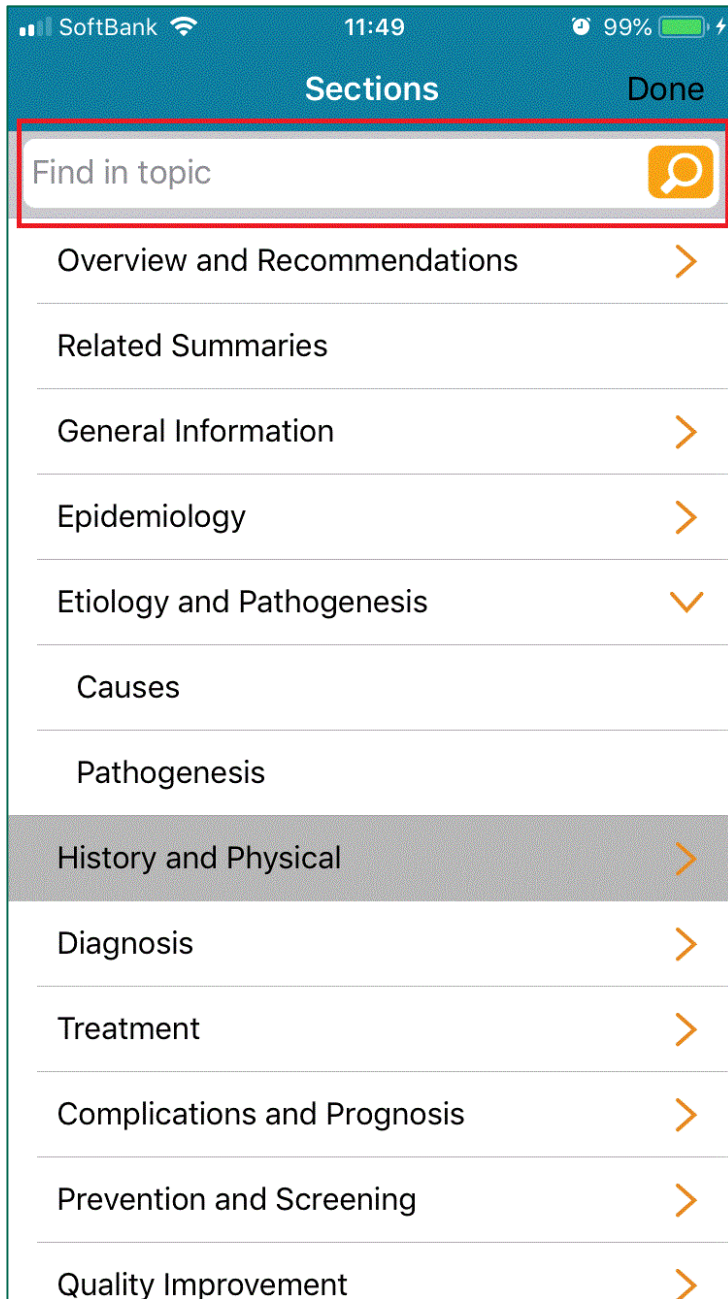 SoftBank 11:49 99%
Sections Done
Find in topic
Overview and Recommendations
Related Summaries
General Information
Epidemiology
Etiology and Pathogenesis
Causes
Pathogenesis
History and Physical
Diagnosis
Treatment
Complications and Prognosis
Prevention and Screening
Quality Improvement